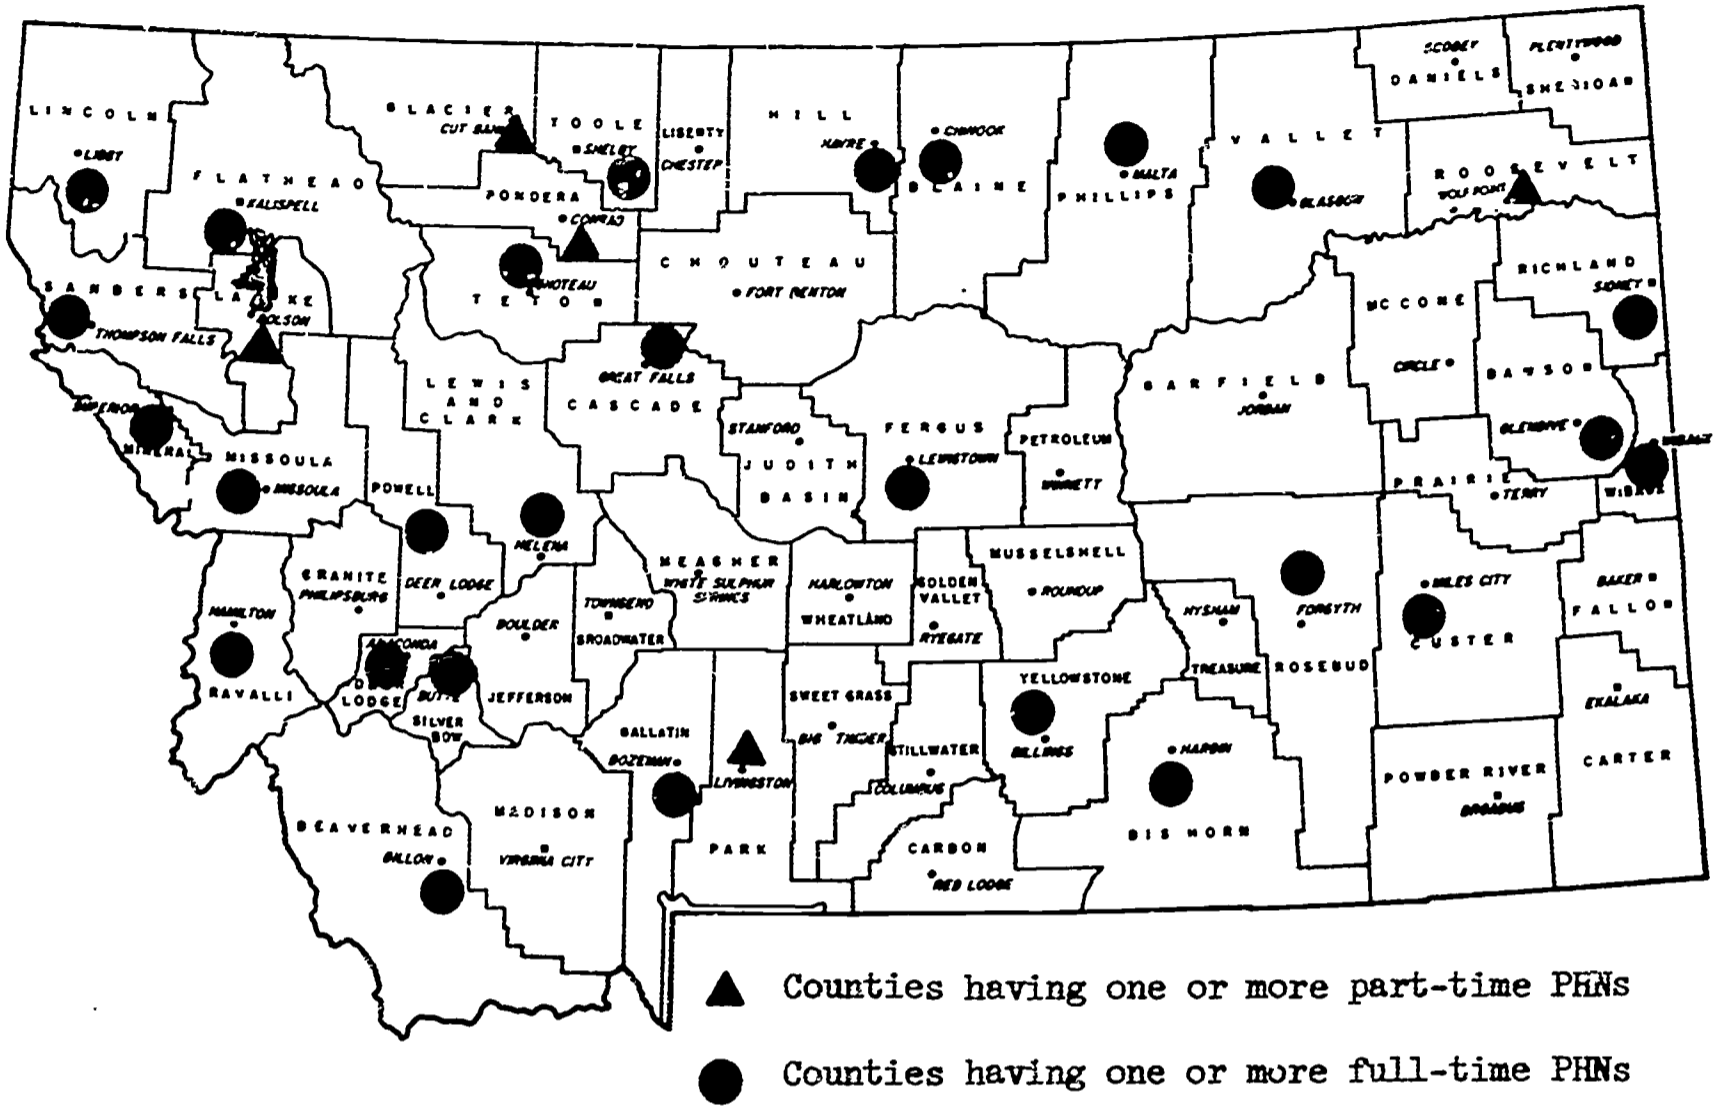 SCOBEY
PLENTYWOOD
DANIELS
SHERIDAN
LINCOLN
LIBBY
GLACIER
CUT BANK
TOOLE
SHELBY
LIBERTY
CHESTER
HILL
HAVRE
CHINOOK
BLAINE
MALTA
PHILLIPS
VALLEY
GLASGOW
ROOSEVELT
WOLF POINT
FLATHEAD
KALISPELL
PONDERA
CONRAD
CHOUTEAU
FORT BENTON
RICHLAND
SIDNEY
SANDERS
THOMPSON FALLS
LAKE
POLSON
CHOTEAU
TETON
MCCONE
CIRCLE
GREAT FALLS
CASCADE
LEWIS
AND
CLARK
GARFIELD
JORDAN
DAWSON
GLENDIVE
SUPERIOR
MINERAL
MISSOULA
MISSOULA
POWELL
STANFORD
JUDITH
BASIN
FERGUS
LEWISTOWN
PETROLEUM
WINNETT
PRAIRIE
TERRY
WIBAUX
WIBAUX
HELENA
DEER LODGE
GRANITE
PHILIPSBURG
HAMILTON
RAVALLI
ANACONDA
DEER
LODGE
BUTTE
SILVER
BOW
BOULDER
JEFFERSON
TOWNSEND
BROADWATER
MEAGHER
WHITE SULPHUR
SPRINGS
HARLOWTON
WHEATLAND
GOLDEN
VALLEY
RYEGATE
MUSSELSHELL
ROUNDUP
HYSHAM
TREASURE
FORSYTH
ROSEBUD
MILES CITY
CUSTER
BAKER
FALLON
EKALAKA
CARTER
GALLATIN
BOZEMAN
LIVINGSTON
PARK
SWEET GRASS
BIG TIMBER
STILLWATER
COLUMBUS
YELLOWSTONE
BILLINGS
HARDIN
BIG HORN
POWDER RIVER
BROADUS
BEAVERHEAD
DILLON
MADISON
VIRGINIA CITY
CARBON
RED LODGE
Counties having one or more part-time PHNs
Counties having one or more full-time PHNs